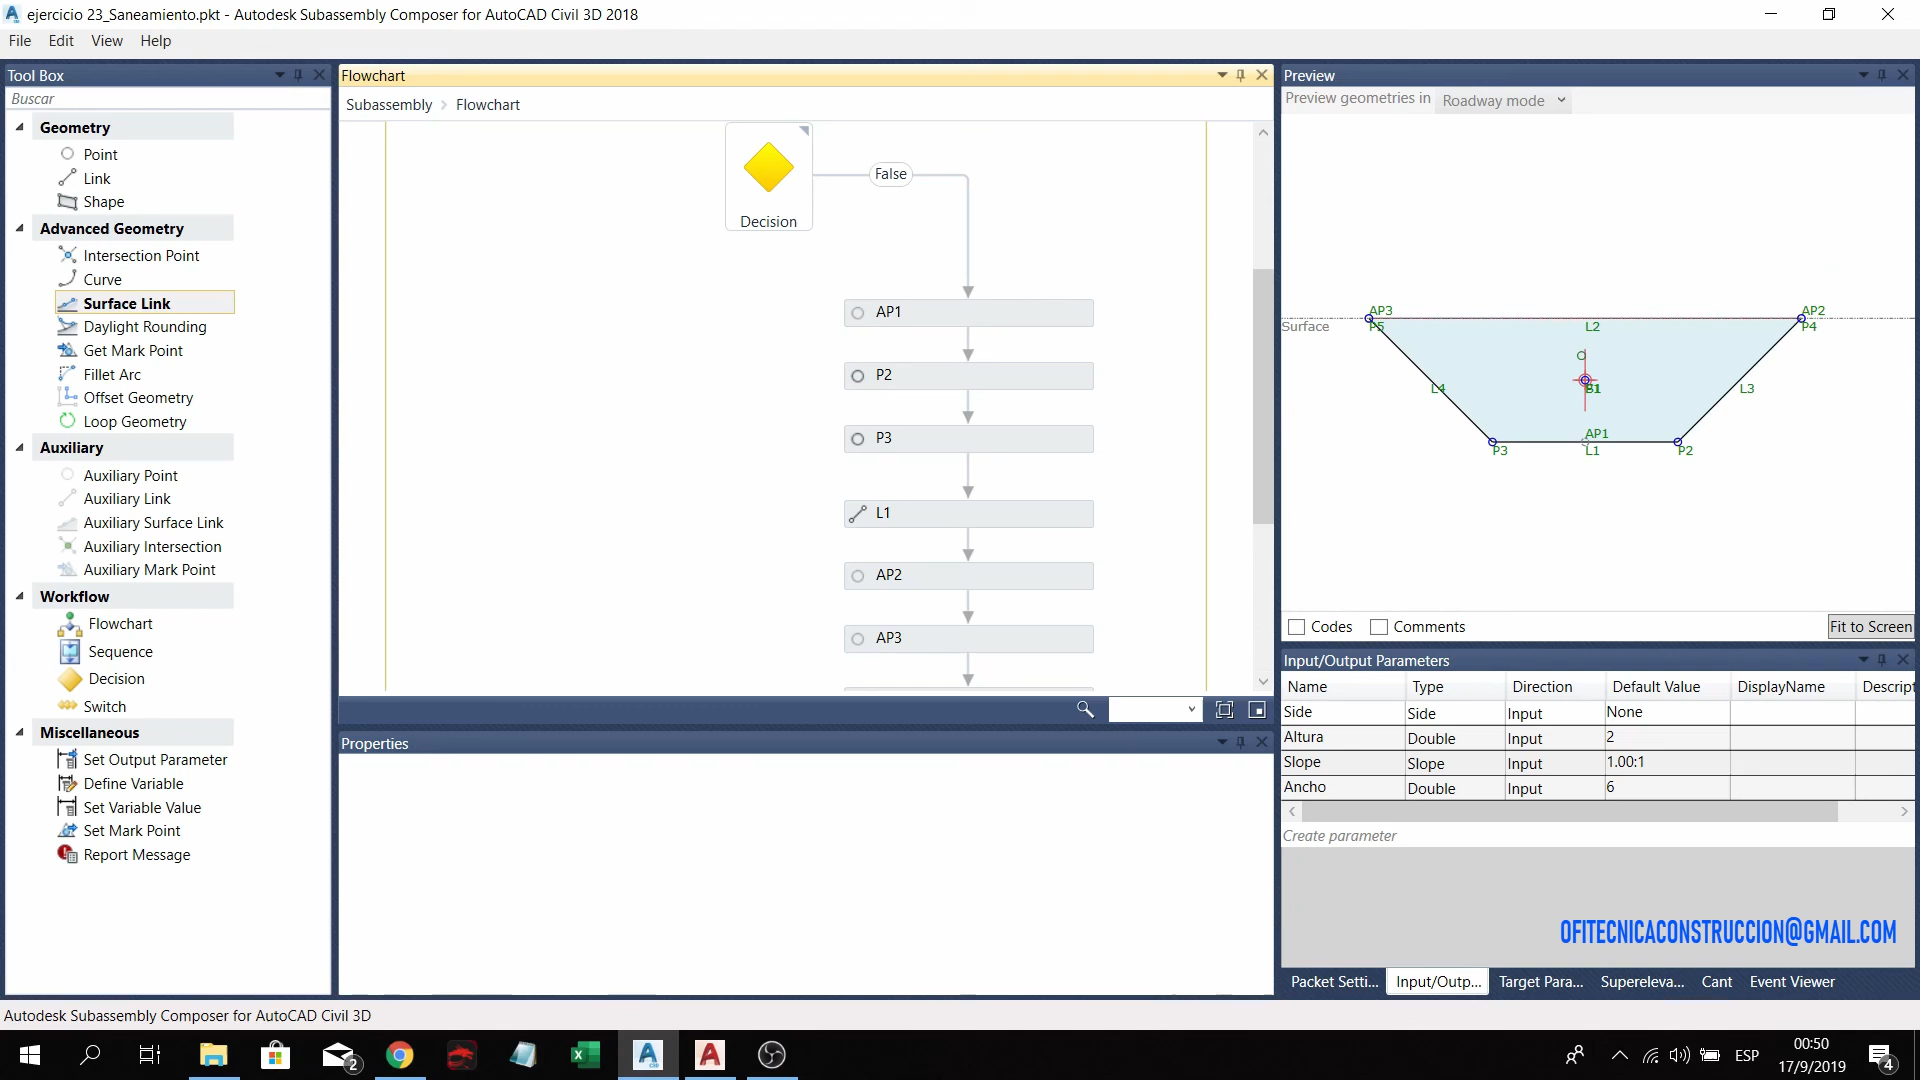 ejercicio 23_Saneamiento.pkt - Autodesk Subassembly Composer for AutoCAD Civil 3D 2018
File Edit View Help
Tool Box
Buscar
Geometry
Point
Link
Shape
Advanced Geometry
Intersection Point
Curve
Surface Link
Daylight Rounding
Get Mark Point
Fillet Arc
Offset Geometry
Loop Geometry
Auxiliary
Auxiliary Point
Auxiliary Link
Auxiliary Surface Link
Auxiliary Intersection
Auxiliary Mark Point
Workflow
Flowchart
Sequence
Decision
Switch
Miscellaneous
Set Output Parameter
Define Variable
Set Variable Value
Set Mark Point
Report Message
Flowchart
Subassembly Flowchart
False
Decision
AP1
P2
P3
L1
AP2
AP3
Properties
Preview
Preview geometries in Roadway mode
AP3 AP2
Surface P5 L2 P4
L4 L3
AP1
P3 L1 P2
Codes Comments Fit to Screen
Input/Output Parameters
Name Type Direction Default Value DisplayName Descript
Side Side Input None
Altura Double Input 2
Slope Slope Input 1.00:1
Ancho Double Input 6
Create parameter
OFITECNICACONSTRUCCION@GMAIL.COM
Packet Setti... Input/Outp... Target Para... Supereleva... Cant Event Viewer
Autodesk Subassembly Composer for AutoCAD Civil 3D
2
ESP
00:50
17/9/2019
4